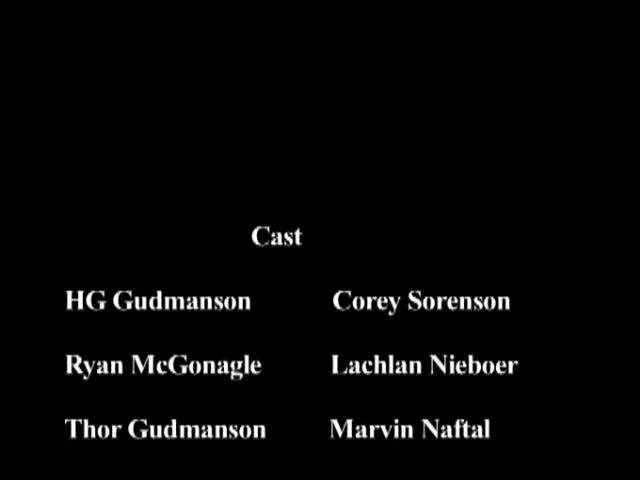 Cast
HG Gudmanson Corey Sorenson
Ryan McGonagle Lachlan Nieboer
Thor Gudmanson Marvin Naftal